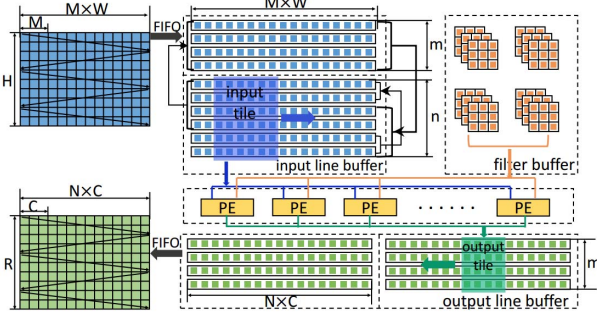 M×W
M
H
FIFO
M×W
m
input
tile
n
input line buffer
filter buffer
PE
PE
PE
······
PE
N×C
C
R
FIFO
N×C
output
tile
m
output line buffer